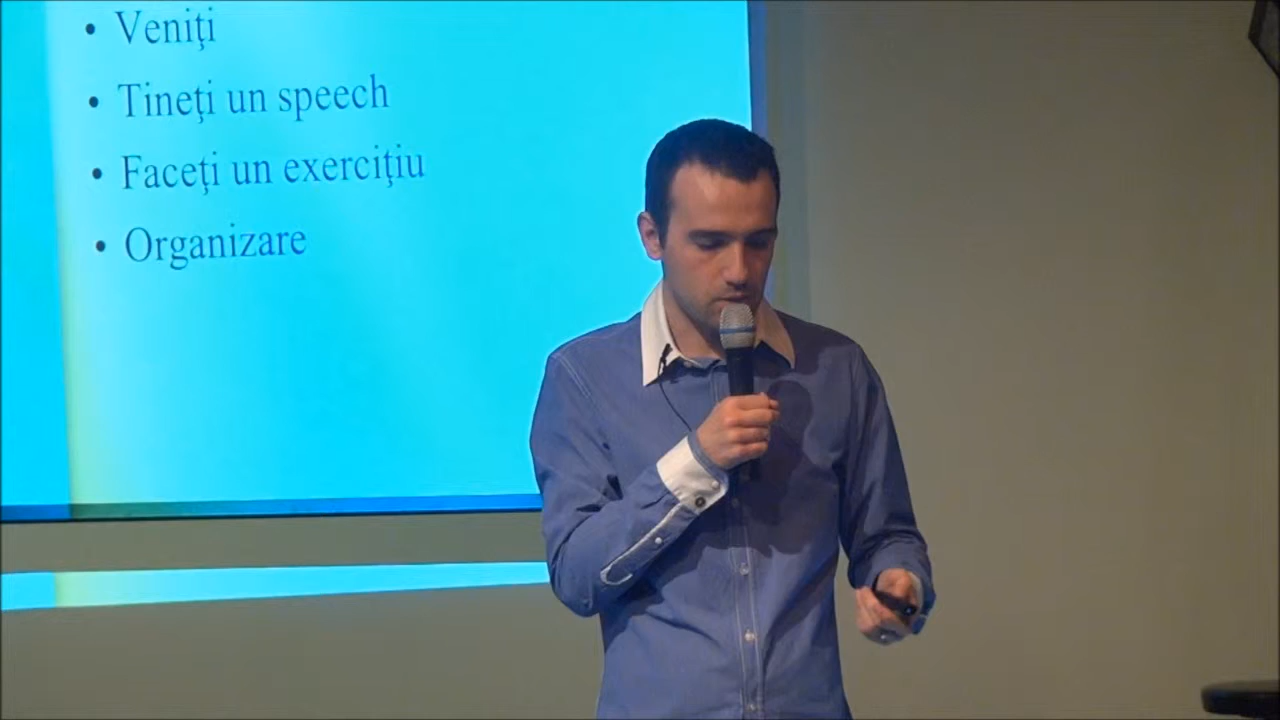 • Veniţi
• Tineţi un speech
• Faceţi un exerciţiu
• Organizare